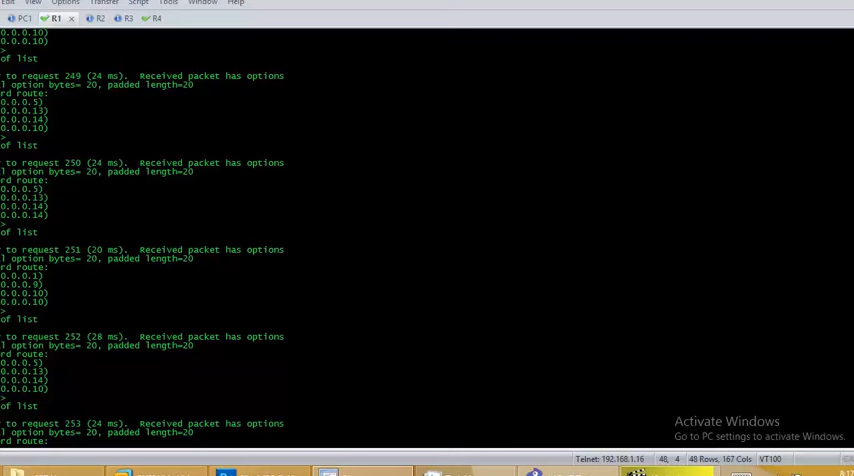 Edit View Options Transfer Script Tools Window Help
PC1 R1 x R2 R3 R4
0.0.0.10)
0.0.0.10)
>
of list
y to request 249 (24 ms). Received packet has options
l option bytes= 20, padded length=20
rd route:
0.0.0.5)
0.0.0.13)
0.0.0.14)
0.0.0.10)
>
of list
y to request 250 (24 ms). Received packet has options
l option bytes= 20, padded length=20
rd route:
0.0.0.5)
0.0.0.13)
0.0.0.14)
0.0.0.14)
>
of list
y to request 251 (20 ms). Received packet has options
l option bytes= 20, padded length=20
rd route:
0.0.0.1)
0.0.0.9)
0.0.0.10)
0.0.0.10)
>
of list
y to request 252 (28 ms). Received packet has options
l option bytes= 20, padded length=20
rd route:
0.0.0.5)
0.0.0.13)
0.0.0.14)
0.0.0.10)
>
of list
y to request 253 (24 ms). Received packet has options
l option bytes= 20, padded length=20
rd route:
Activate Windows
Go to PC settings to activate Windows.
Telnet: 192.168.1.16 48, 4 48 Rows, 167 Cols VT100